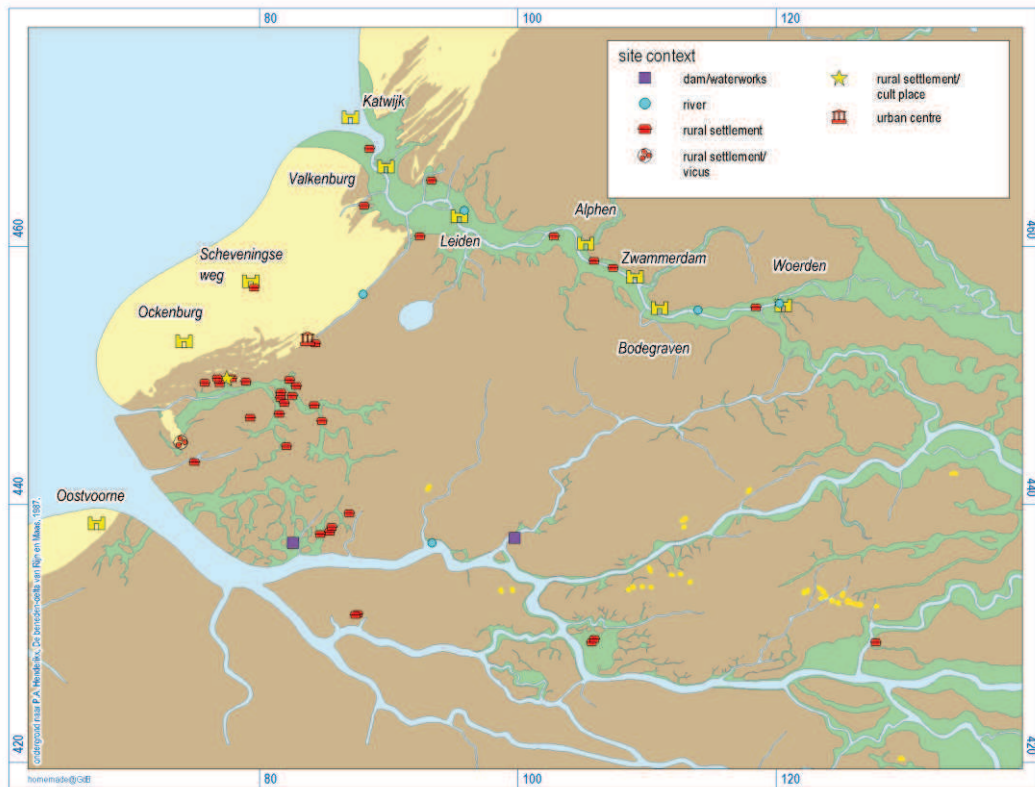 80
100
120
site context
dam/waterworks
river
rural settlement
rural settlement/
vicus
rural settlement/
cult place
urban centre
Katwijk
Valkenburg
Leiden
Alphen
Zwammerdam
Woerden
Bodegraven
Scheveningse
weg
Ockenburg
Oostvoorne
460
460
440
440
420
420
ondergrond naar P.A. Henderikx, De beneden-delta van Rijn en Maas, 1987.
homemade@GdB
80
100
120